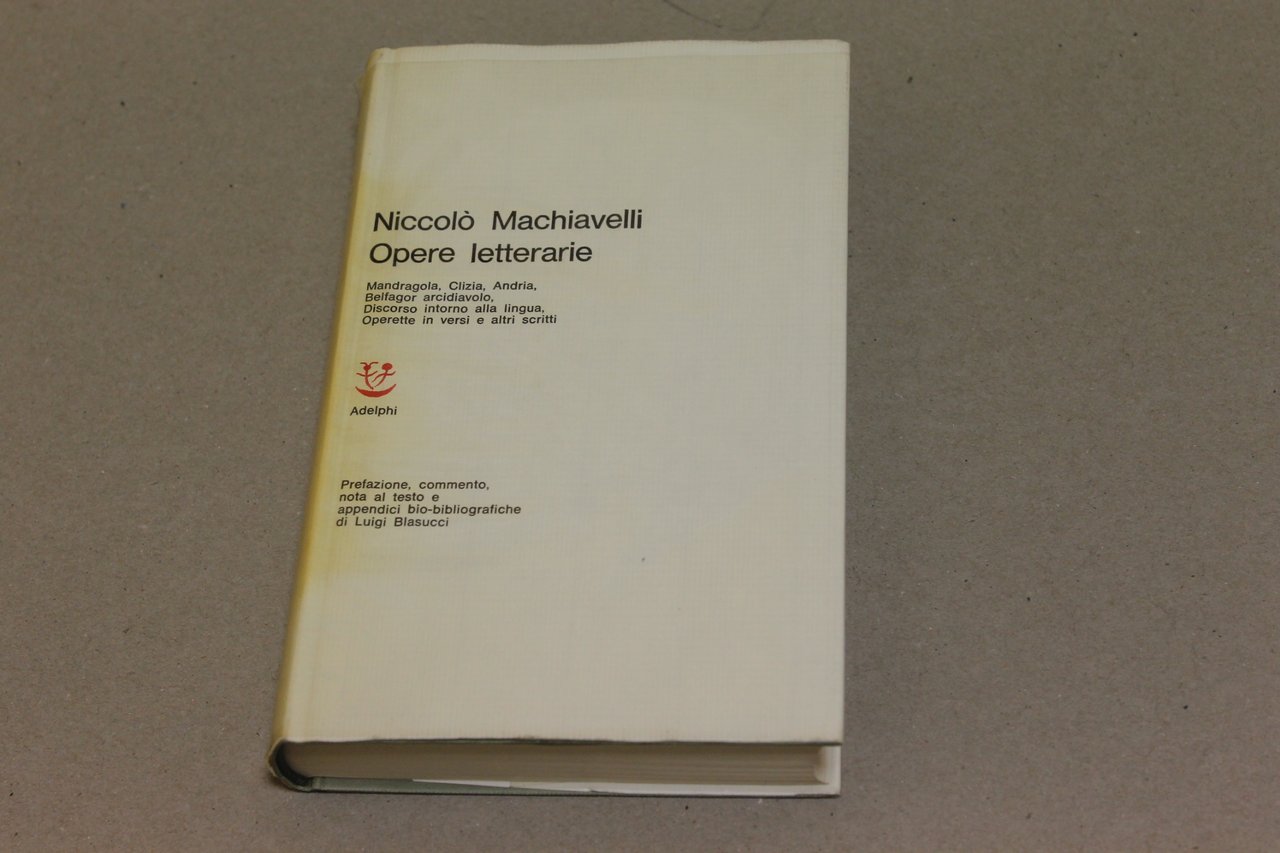 Niccolò Machiavelli
Opere letterarie
Mandragola, Clizia, Andria,
Belfagor arcidiavolo,
Discorso intorno alla lingua,
Operette in versi e altri scritti
Adelphi
Prefazione, commento,
nota al testo e
appendici bio-bibliografiche
di Luigi Blasucci